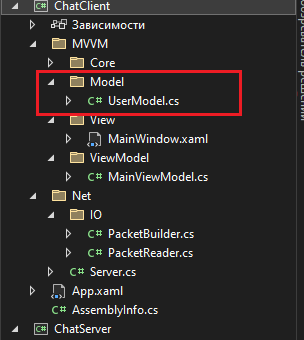 ChatClient
Зависимости
MVVM
Core
Model
C# UserModel.cs
View
MainWindow.xaml
ViewModel
C# MainViewModel.cs
Net
IO
C# PacketBuilder.cs
C# PacketReader.cs
C# Server.cs
App.xaml
C# AssemblyInfo.cs
ChatServer